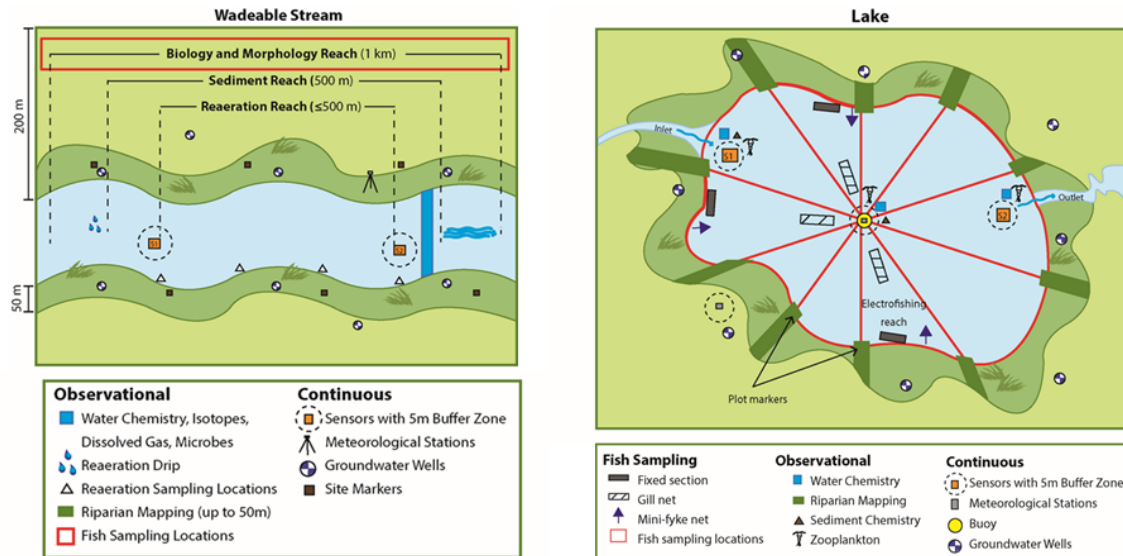 Wadeable Stream
Biology and Morphology Reach (1 km)
Sediment Reach (500 m)
Reaeration Reach (≤500 m)
200 m
50 m
S1
S2
Observational
Water Chemistry, Isotopes,
Dissolved Gas, Microbes
Reaeration Drip
Reaeration Sampling Locations
Riparian Mapping (up to 50m)
Fish Sampling Locations
Continuous
Sensors with 5m Buffer Zone
Meteorological Stations
Groundwater Wells
Site Markers
Lake
Inlet
S1
S2
Outlet
Electrofishing
reach
Plot markers
Fish Sampling
Fixed section
Gill net
Mini-fyke net
Fish sampling locations
Observational
Water Chemistry
Riparian Mapping
Sediment Chemistry
Zooplankton
Continuous
Sensors with 5m Buffer Zone
Meteorological Stations
Buoy
Groundwater Wells